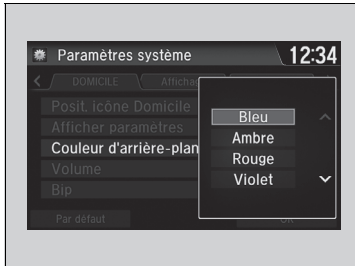 Paramètres système
12:34
DOMICILE
Affichag
Posit. icône Domicile
Afficher paramètres
Couleur d'arrière-plan
Volume
Bip
Bleu
Ambre
Rouge
Violet
Par défaut
OK